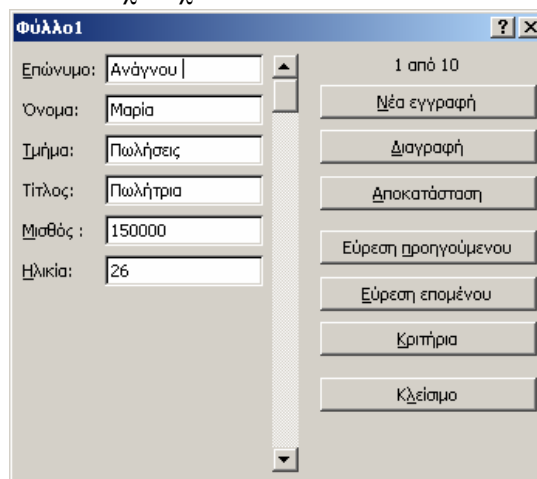 Φύλλο1
Επώνυμο: Ανάγνου
Όνομα: Μαρία
Τμήμα: Πωλήσεις
Τίτλος: Πωλήτρια
Μισθός : 150000
Ηλικία: 26
1 από 10
Νέα εγγραφή
Διαγραφή
Αποκατάσταση
Εύρεση προηγούμενου
Εύρεση επομένου
Κριτήρια
Κλείσιμο